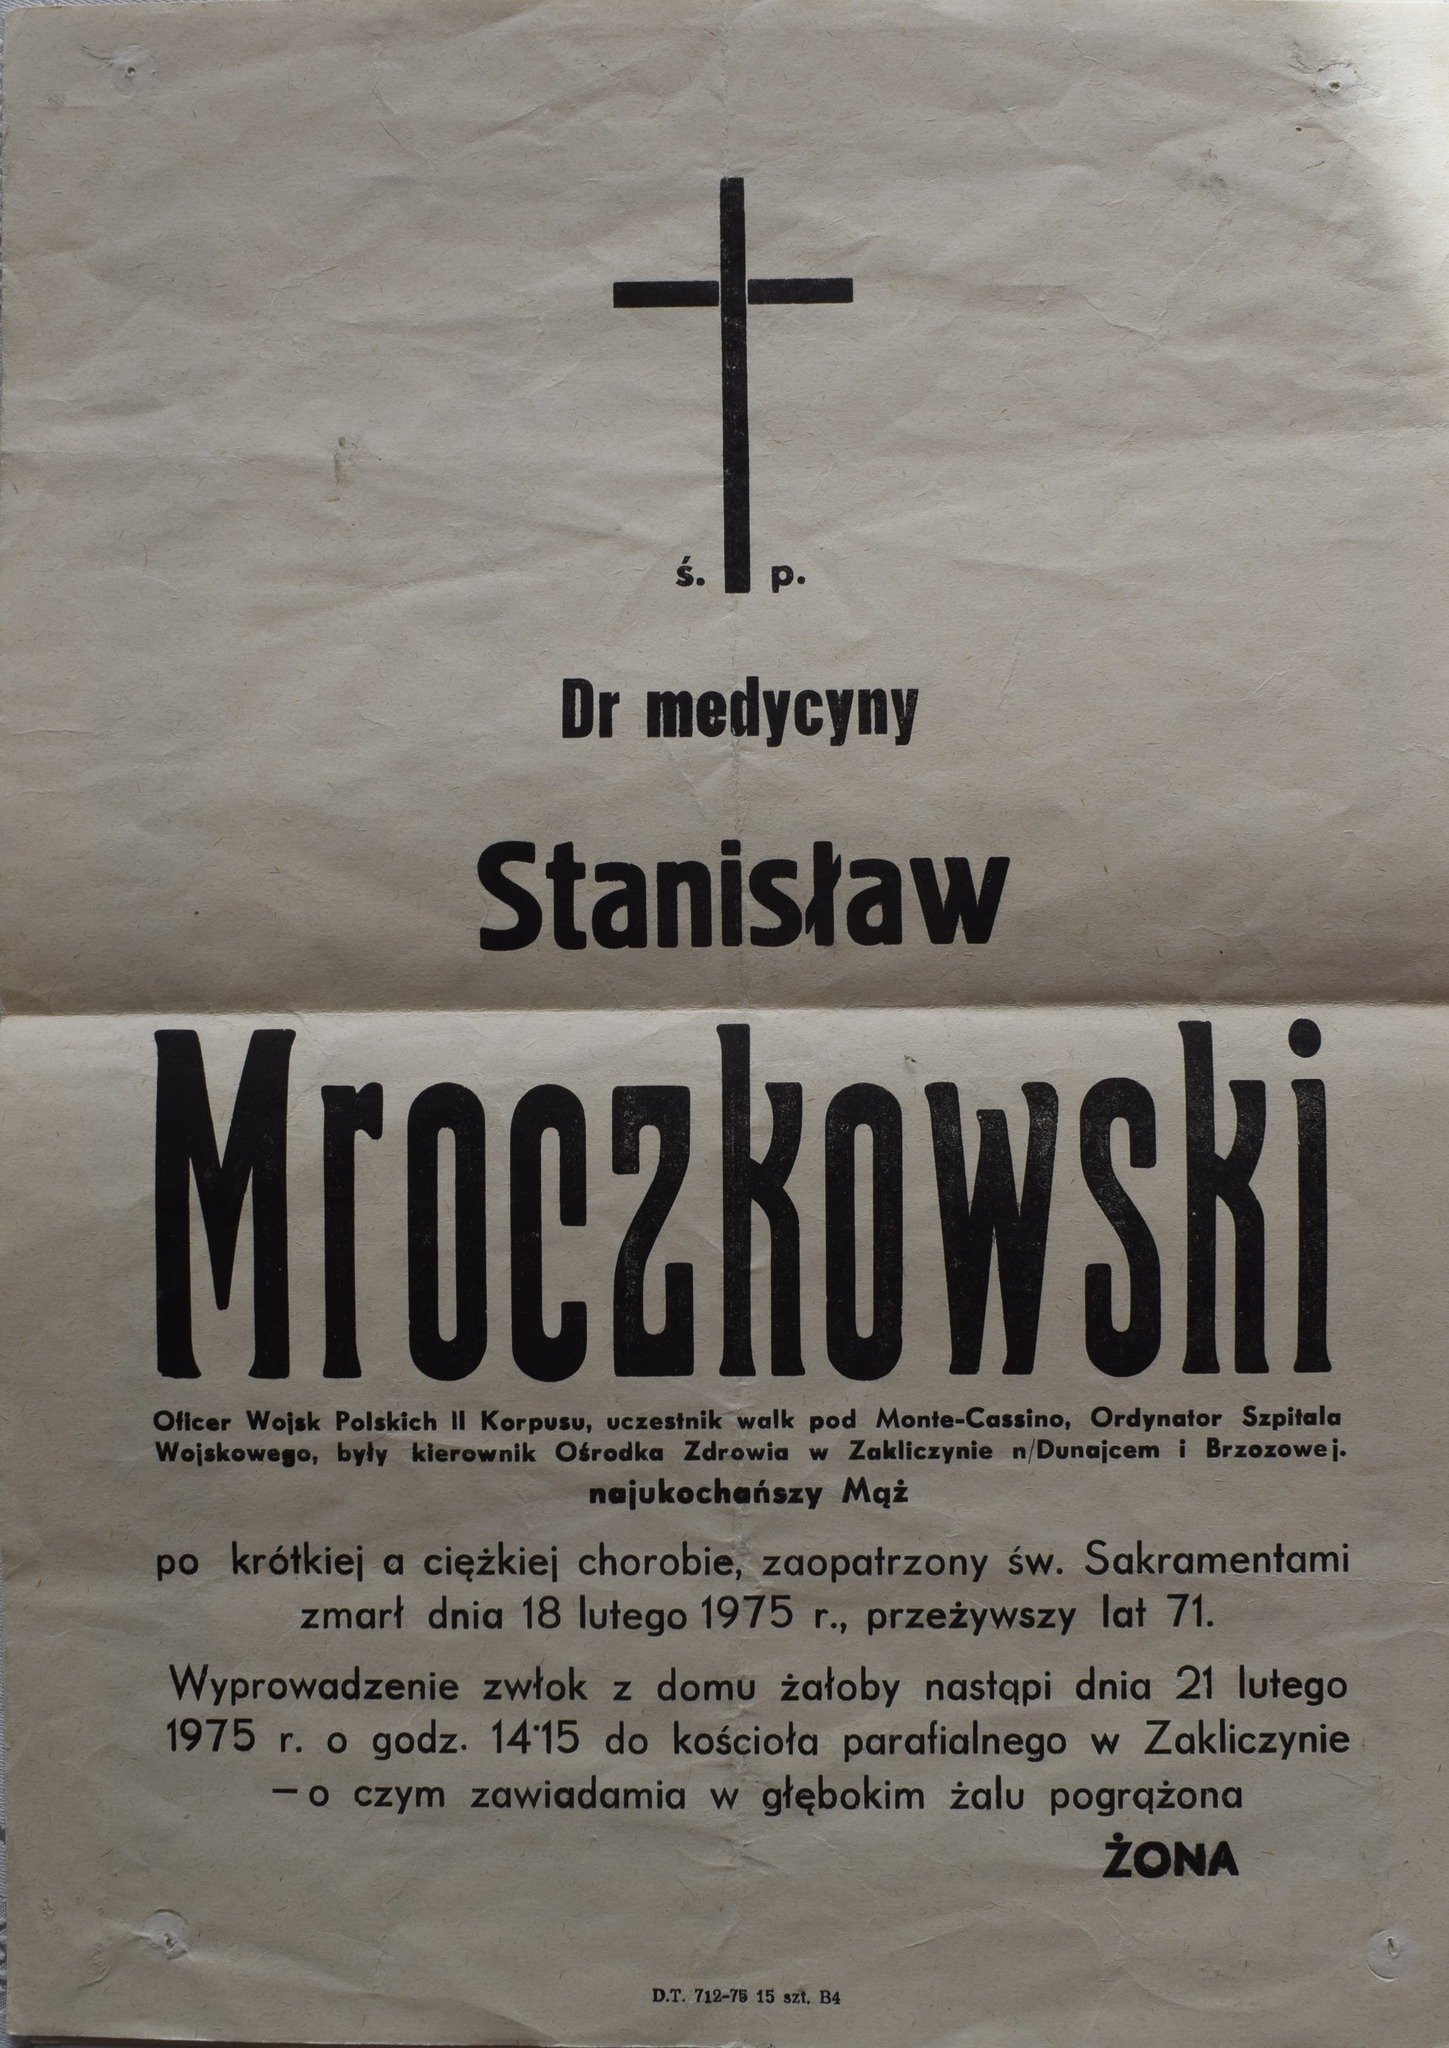 ś. p.
Dr medycyny
Stanisław
Mroczkowski
Oficer Wojsk Polskich II Korpusu, uczestnik walk pod Monte-Cassino, Ordynator Szpitala
Wojskowego, były kierownik Ośrodka Zdrowia w Zakliczynie n/Dunajcem i Brzozowej.
najukochańszy Mąż
po krótkiej a ciężkiej chorobie, zaopatrzony św. Sakramentami
zmarł dnia 18 lutego 1975 r., przeżywszy lat 71.
Wyprowadzenie zwłok z domu żałoby nastąpi dnia 21 lutego
1975 r. o godz. 14·15 do kościoła parafialnego w Zakliczynie
— o czym zawiadamia w głębokim żalu pogrążona
ŻONA
D.T. 712-75 15 szt. B4